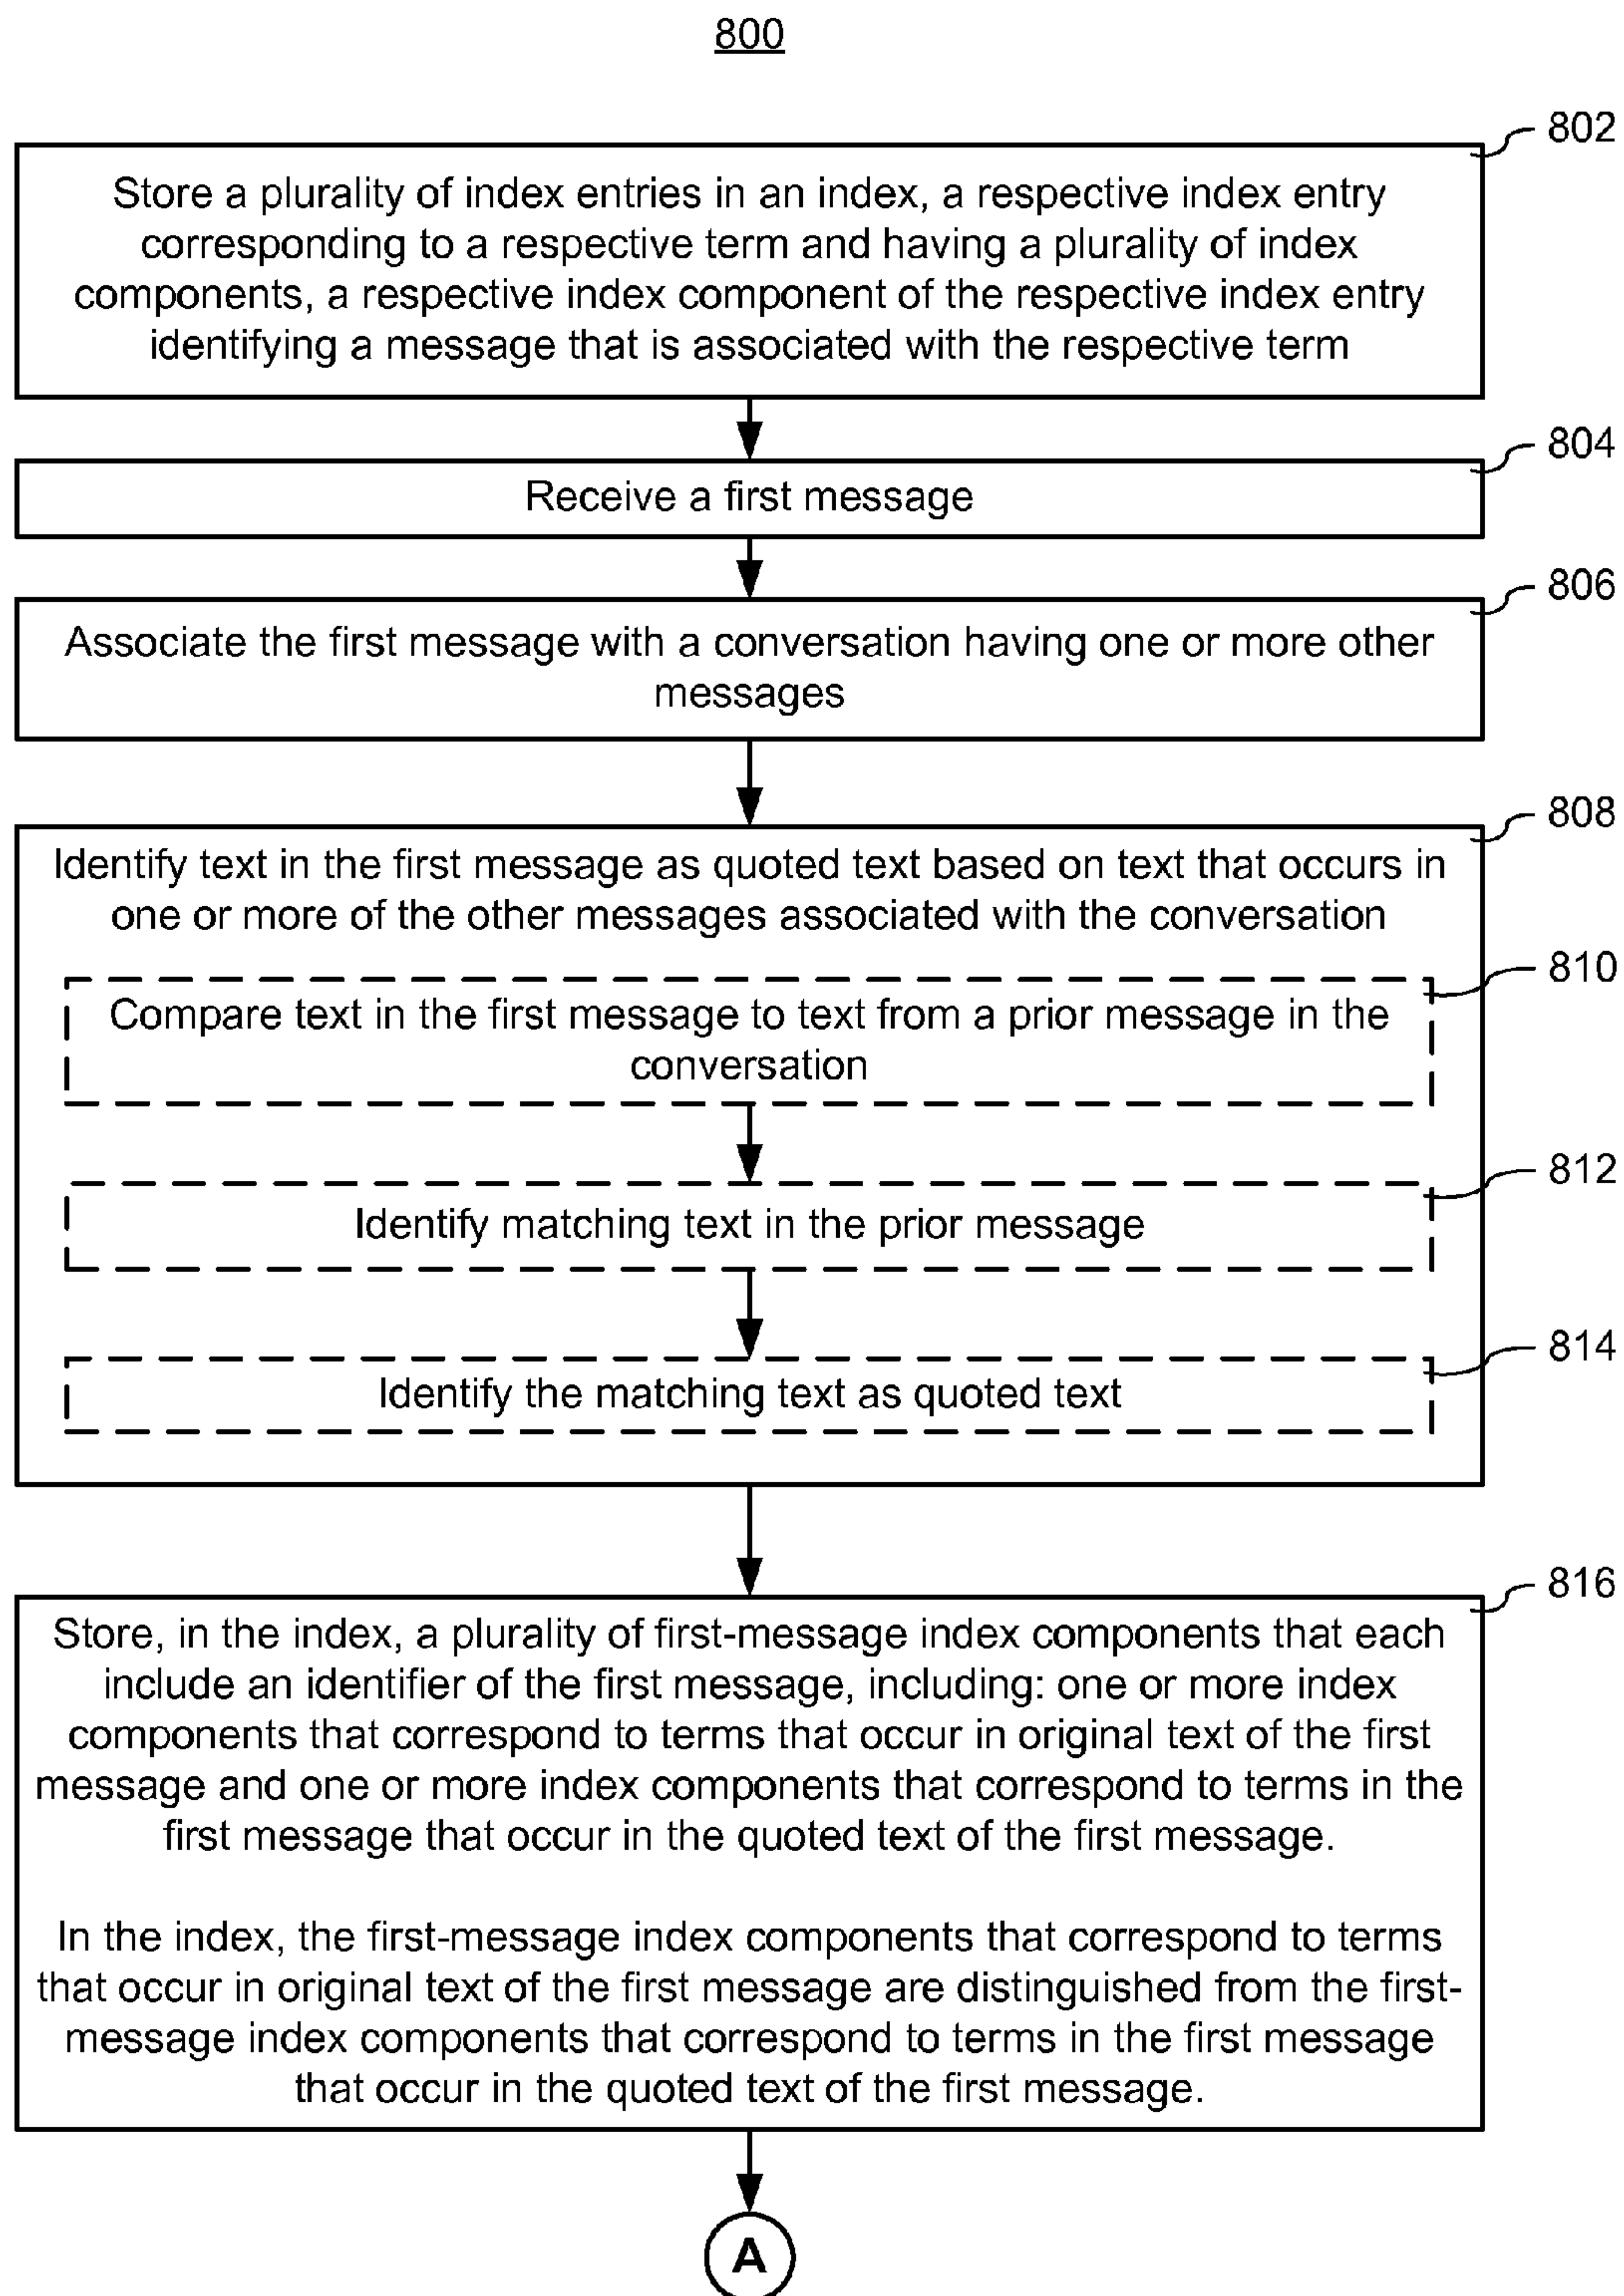 800
802
Store a plurality of index entries in an index, a respective index entry
corresponding to a respective term and having a plurality of index
components, a respective index component of the respective index entry
identifying a message that is associated with the respective term
804
Receive a first message
806
Associate the first message with a conversation having one or more other
messages
808
Identify text in the first message as quoted text based on text that occurs in
one or more of the other messages associated with the conversation
810
Compare text in the first message to text from a prior message in the
conversation
812
Identify matching text in the prior message
814
Identify the matching text as quoted text
816
Store, in the index, a plurality of first-message index components that each
include an identifier of the first message, including: one or more index
components that correspond to terms that occur in original text of the first
message and one or more index components that correspond to terms in the
first message that occur in the quoted text of the first message.
In the index, the first-message index components that correspond to terms
that occur in original text of the first message are distinguished from the first-
message index components that correspond to terms in the first message
that occur in the quoted text of the first message.
A